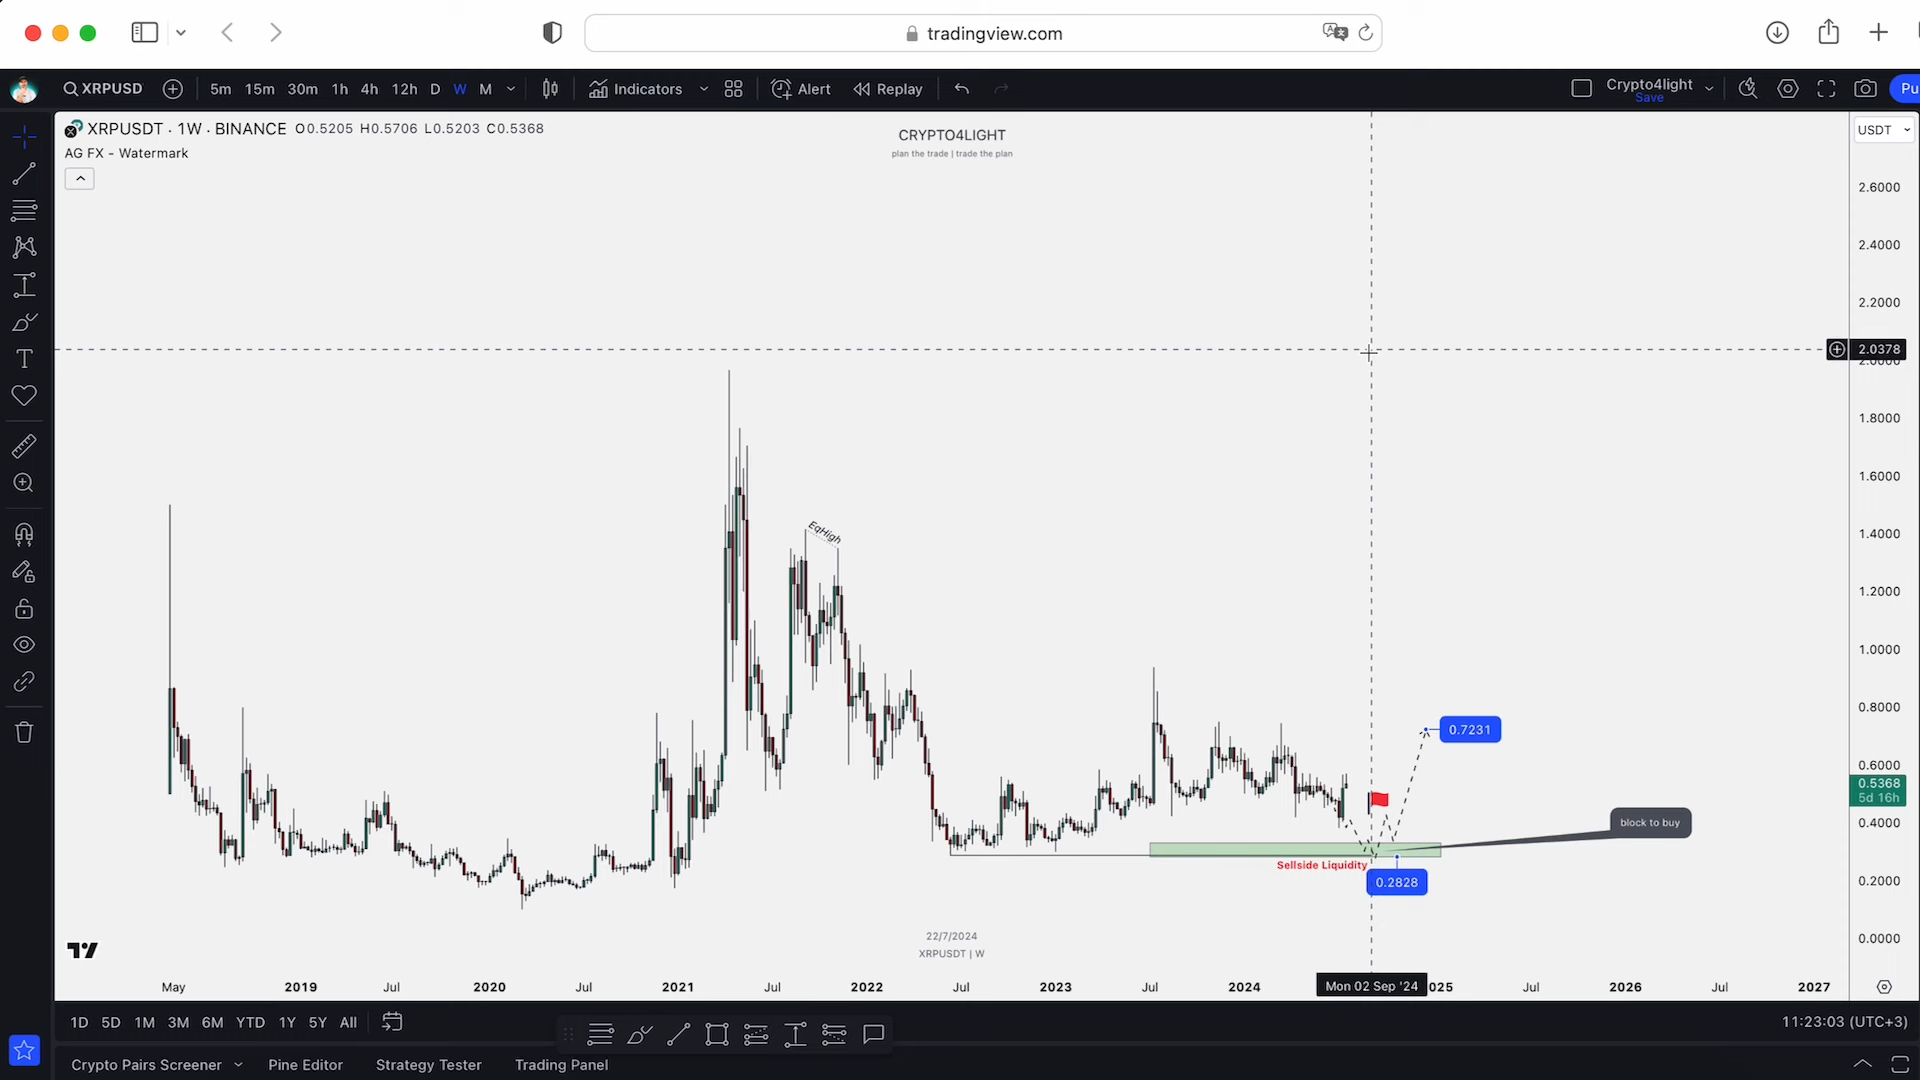 tradingview.com
XRPUSD 5m 15m 30m 1h 4h 12h D W M Indicators Alert Replay Crypto4light Pu
Save
XRPUSDT · 1W · BINANCE O0.5205 H0.5706 L0.5203 C0.5368
AG FX - Watermark
CRYPTO4LIGHT
plan the trade | trade the plan
USDT
2.6000
2.4000
2.2000
2.0378
2.0000
1.8000
1.6000
EqHigh
1.4000
1.2000
1.0000
0.8000
0.7231
0.6000
0.5368
5d 16h
block to buy
0.4000
Sellside Liquidity
0.2828
0.2000
22/7/2024
0.0000
XRPUSDT | W
May 2019 Jul 2020 Jul 2021 Jul 2022 Jul 2023 Jul 2024 Mon 02 Sep '24 025 Jul 2026 Jul 2027
1D 5D 1M 3M 6M YTD 1Y 5Y All 11:23:03 (UTC+3)
Crypto Pairs Screener Pine Editor Strategy Tester Trading Panel